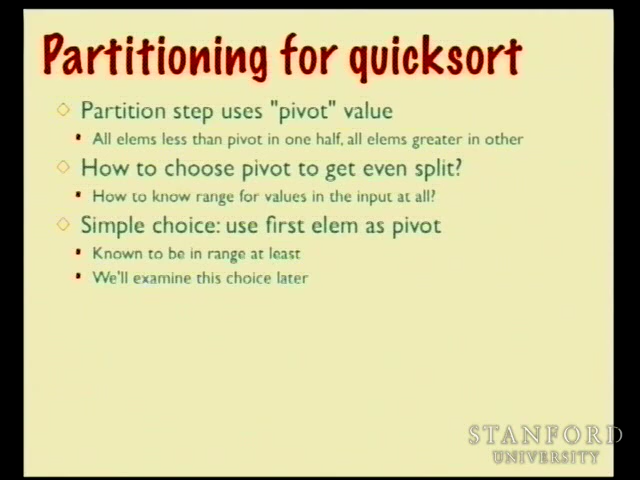 Partitioning for quicksort
Partition step uses "pivot" value
All elems less than pivot in one half, all elems greater in other
How to choose pivot to get even split?
How to know range for values in the input at all?
Simple choice: use first elem as pivot
Known to be in range at least
We'll examine this choice later
STANFORD
UNIVERSITY